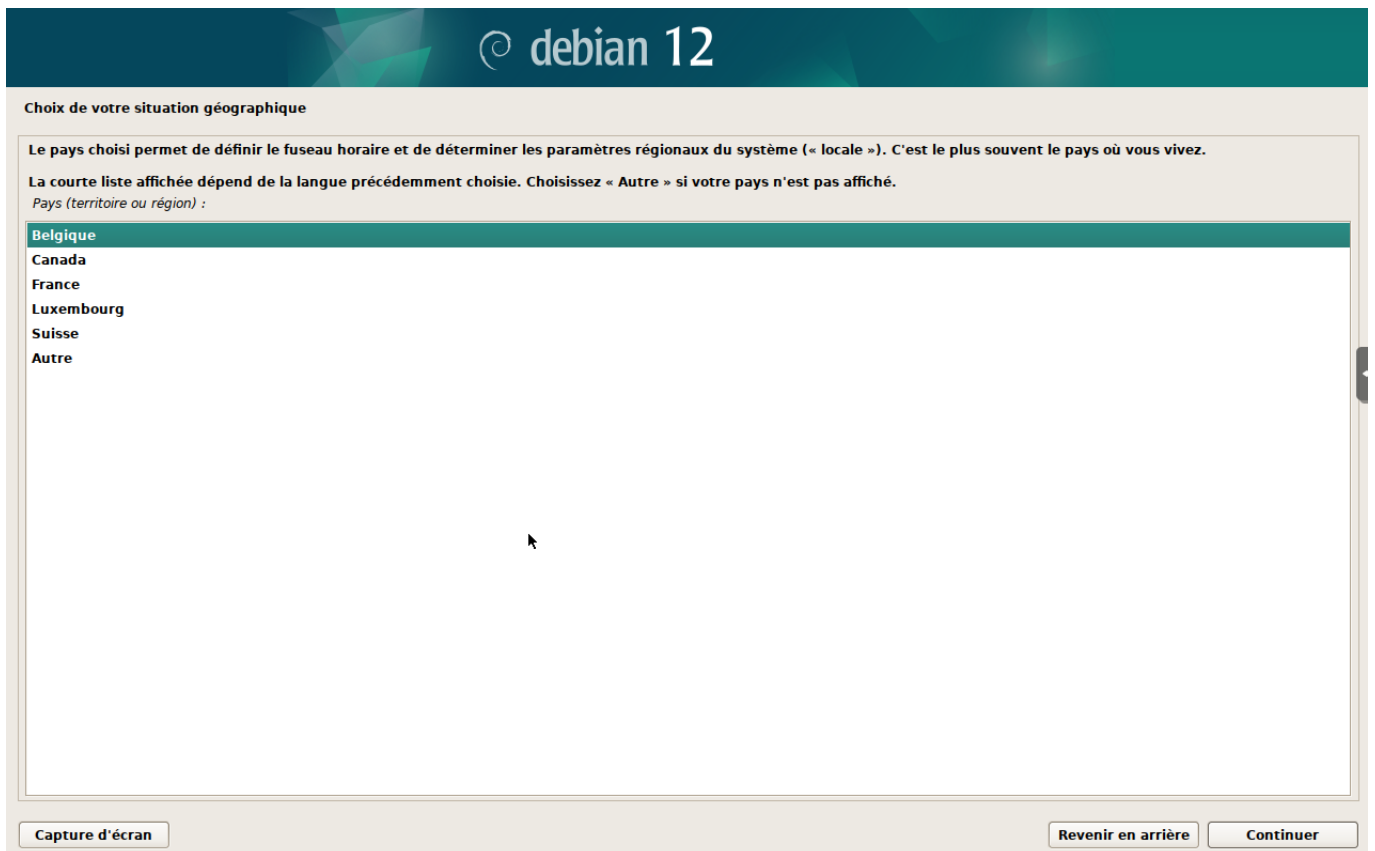 debian 12
Choix de votre situation géographique
Le pays choisi permet de définir le fuseau horaire et de déterminer les paramètres régionaux du système (« locale »). C'est le plus souvent le pays où vous vivez.
La courte liste affichée dépend de la langue précédemment choisie. Choisissez « Autre » si votre pays n'est pas affiché.
Pays (territoire ou région) :
Belgique
Canada
France
Luxembourg
Suisse
Autre
Capture d'écran
Revenir en arrière
Continuer